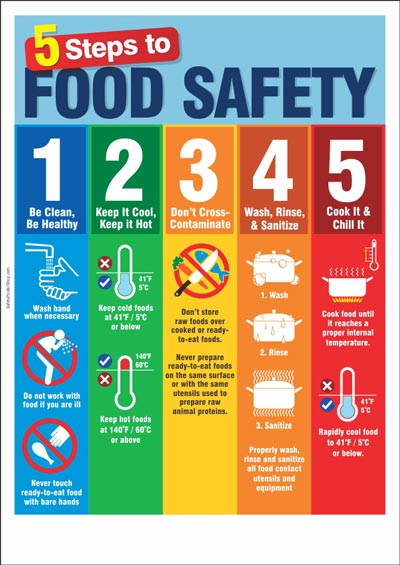 5 Steps to
FOOD SAFETY
1
Be Clean,
Be Healthy
Wash hand
when necessary
Do not work with
food if you are ill
Never touch
ready-to-eat food
with bare hands
2
Keep It Cool,
Keep it Hot
41°F
5°C
Keep cold foods
at 41°F / 5°C
or below
140°F
60°C
Keep hot foods
at 140°F / 60°C
or above
3
Don't Cross-
Contaminate
Don't store
raw foods over
cooked or ready-
to-eat foods.
Never prepare
ready-to-eat foods
on the same surface
or with the same
utensils used to
prepare raw
animal proteins.
4
Wash, Rinse,
& Sanitize
1. Wash
2. Rinse
3. Sanitize
Properly wash,
rinse and sanitize
all food contact
utensils and
equipment
5
Cook It &
Chill It
Cook food until
it reaches a
proper internal
temperature.
41°F
5°C
Rapidly cool food
to 41°F / 5°C
or below.
SafetyPosterShop.com